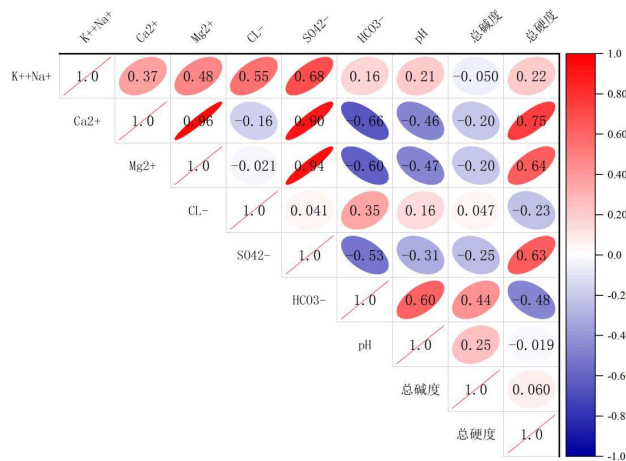 K++Na+ Ca2+ Mg2+ CL- SO42- HCO3- pH 总碱度 总硬度
K++Na+ 1.0 0.37 0.48 0.55 0.68 0.16 0.21 -0.050 0.22
Ca2+ 1.0 0.96 -0.16 0.90 -0.66 -0.46 -0.20 0.75
Mg2+ 1.0 -0.021 0.94 -0.60 -0.47 -0.20 0.64
CL- 1.0 0.041 0.35 0.16 0.047 -0.23
SO42- 1.0 -0.53 -0.31 -0.25 0.63
HCO3- 1.0 0.60 0.44 -0.48
pH 1.0 0.25 -0.019
总碱度 1.0 0.060
总硬度 1.0
1.0
0.80
0.60
0.40
0.20
0.0
-0.2
-0.4
-0.6
-0.8
-1.0